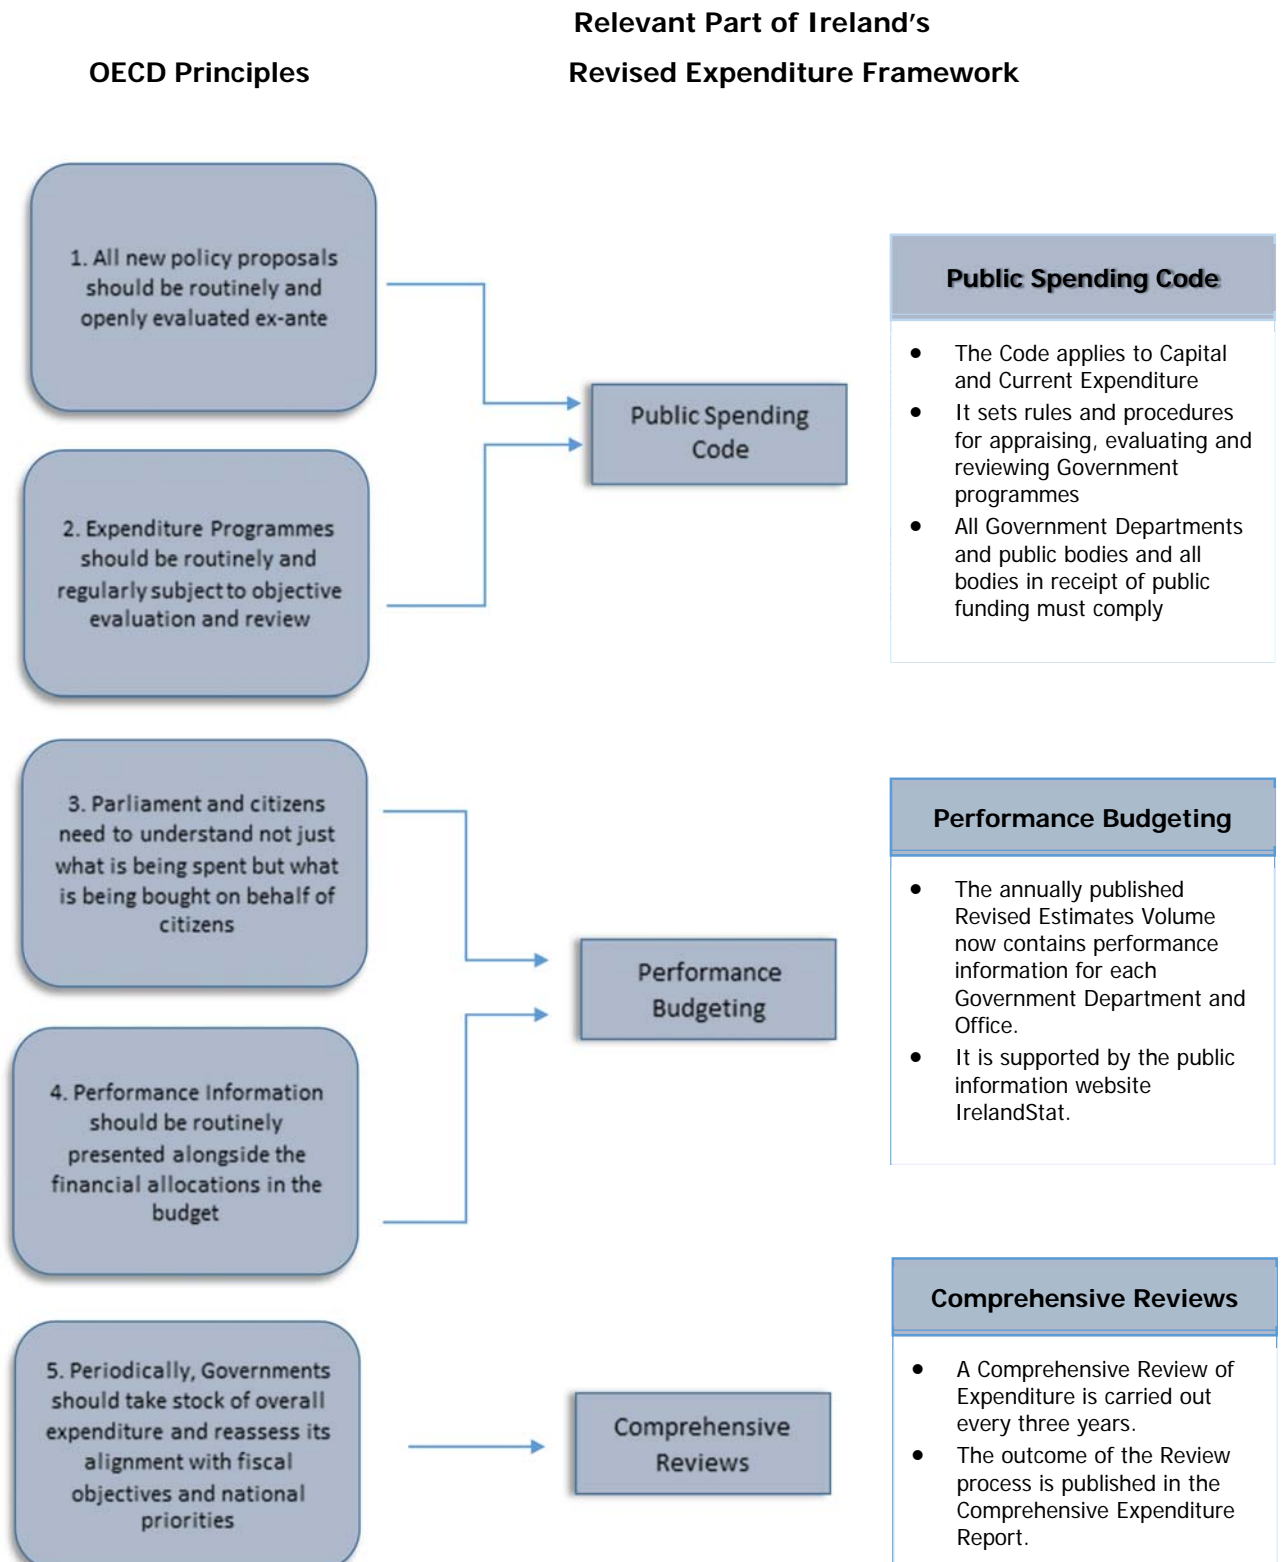 Relevant Part of Ireland's
OECD Principles
Revised Expenditure Framework
1. All new policy proposals
should be routinely and
openly evaluated ex-ante
2. Expenditure Programmes
should be routinely and
regularly subject to objective
evaluation and review
Public Spending
Code
Public Spending Code
• The Code applies to Capital
and Current Expenditure
• It sets rules and procedures
for appraising, evaluating and
reviewing Government
programmes
• All Government Departments
and public bodies and all
bodies in receipt of public
funding must comply
3. Parliament and citizens
need to understand not just
what is being spent but what
is being bought on behalf of
citizens
4. Performance Information
should be routinely
presented alongside the
financial allocations in the
budget
Performance
Budgeting
Performance Budgeting
• The annually published
Revised Estimates Volume
now contains performance
information for each
Government Department and
Office.
• It is supported by the public
information website
IrelandStat.
5. Periodically, Governments
should take stock of overall
expenditure and reassess its
alignment with fiscal
objectives and national
priorities
Comprehensive
Reviews
Comprehensive Reviews
• A Comprehensive Review of
Expenditure is carried out
every three years.
• The outcome of the Review
process is published in the
Comprehensive Expenditure
Report.